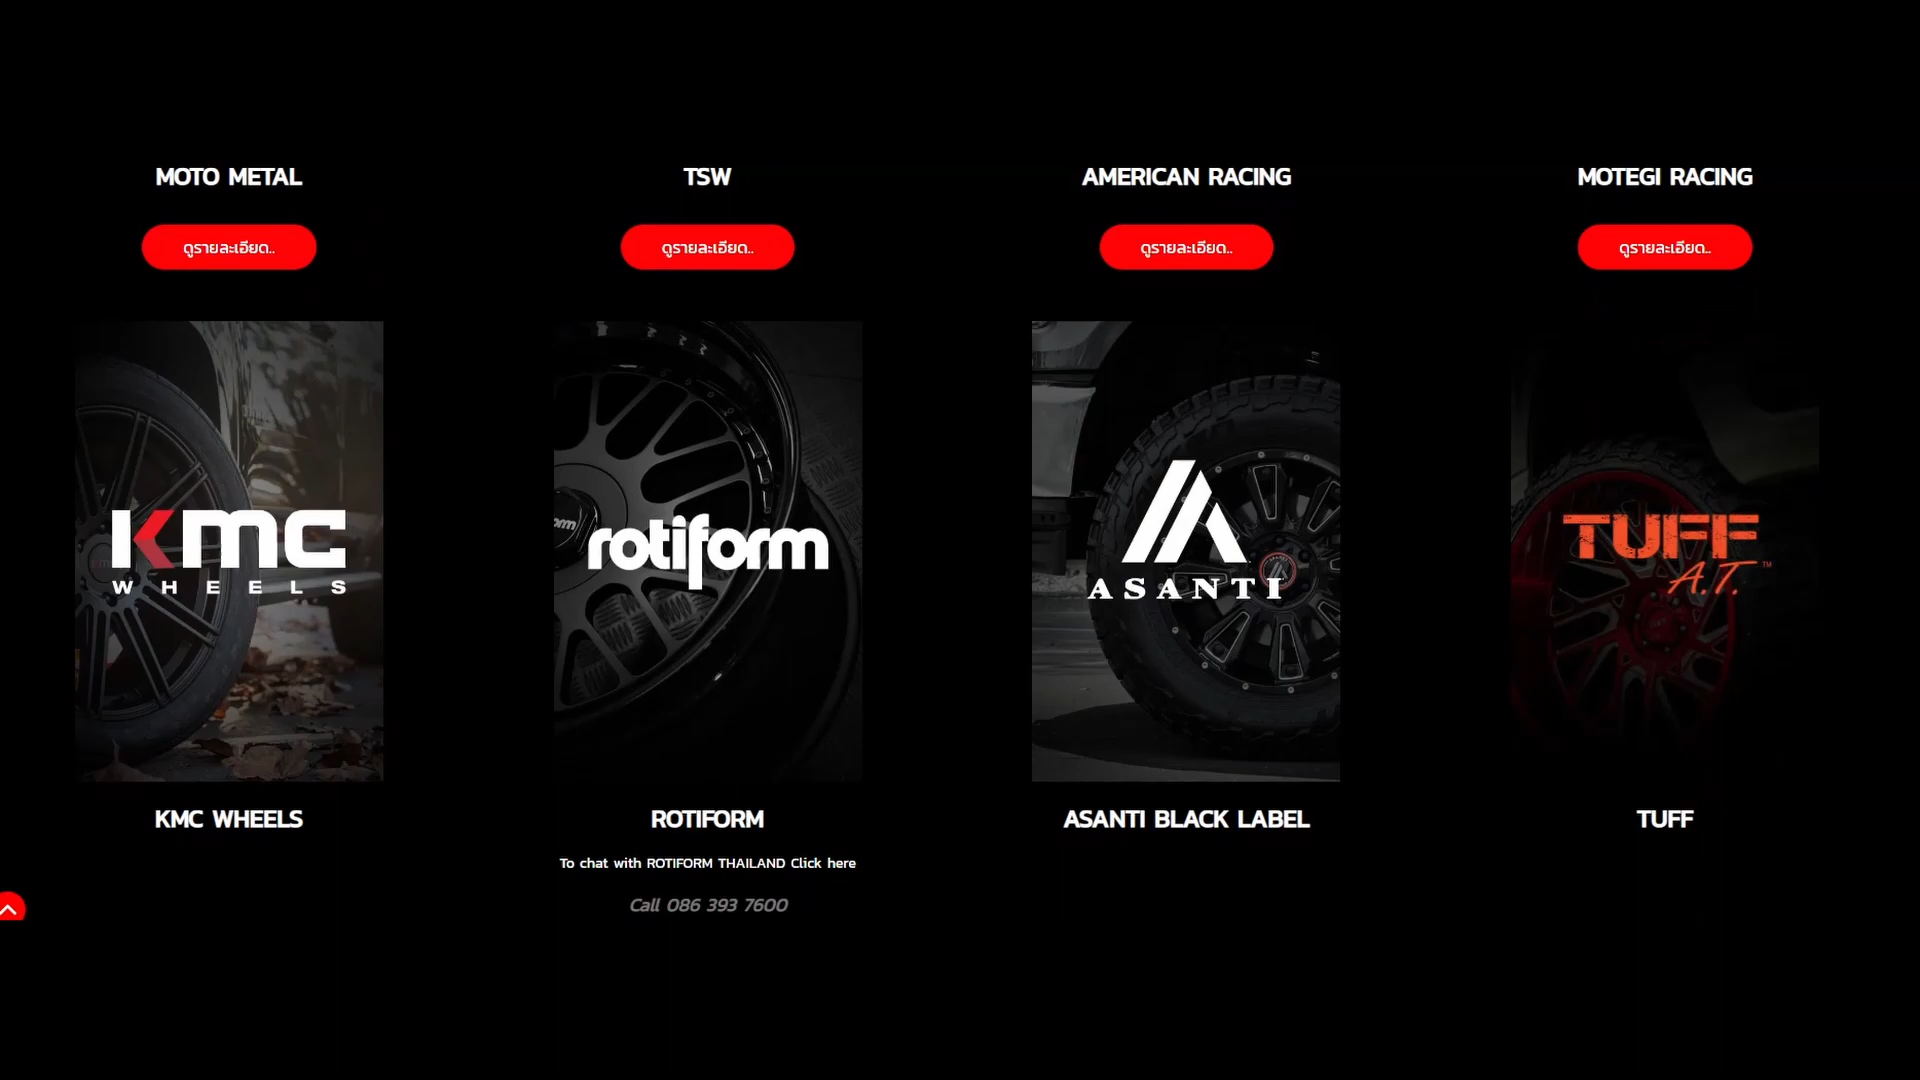 MOTO METAL
TSW
AMERICAN RACING
MOTEGI RACING
ดูรายละเอียด..
ดูรายละเอียด..
ดูรายละเอียด..
ดูรายละเอียด..
KMC
WHEELS
rotiform
ASANTI
TUFF
A.T.™
KMC WHEELS
ROTIFORM
ASANTI BLACK LABEL
TUFF
To chat with ROTIFORM THAILAND Click here
Call 086 393 7600